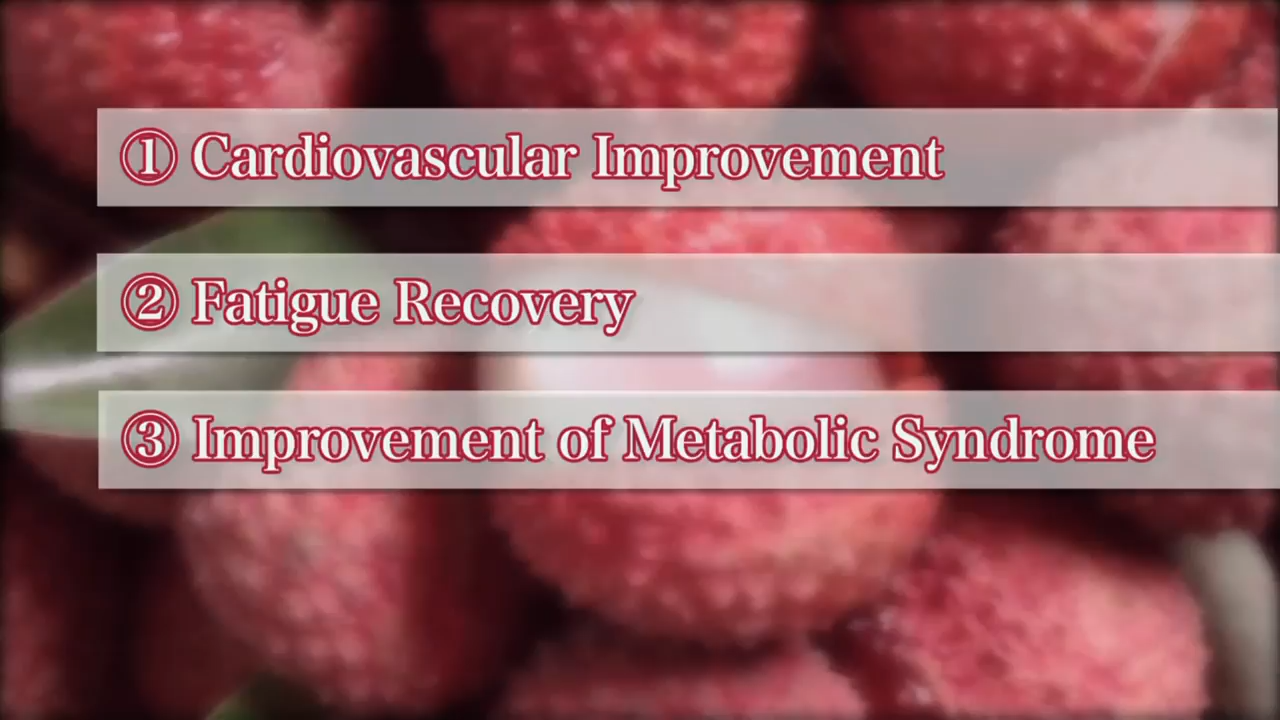 ① Cardiovascular Improvement
② Fatigue Recovery
③ Improvement of Metabolic Syndrome